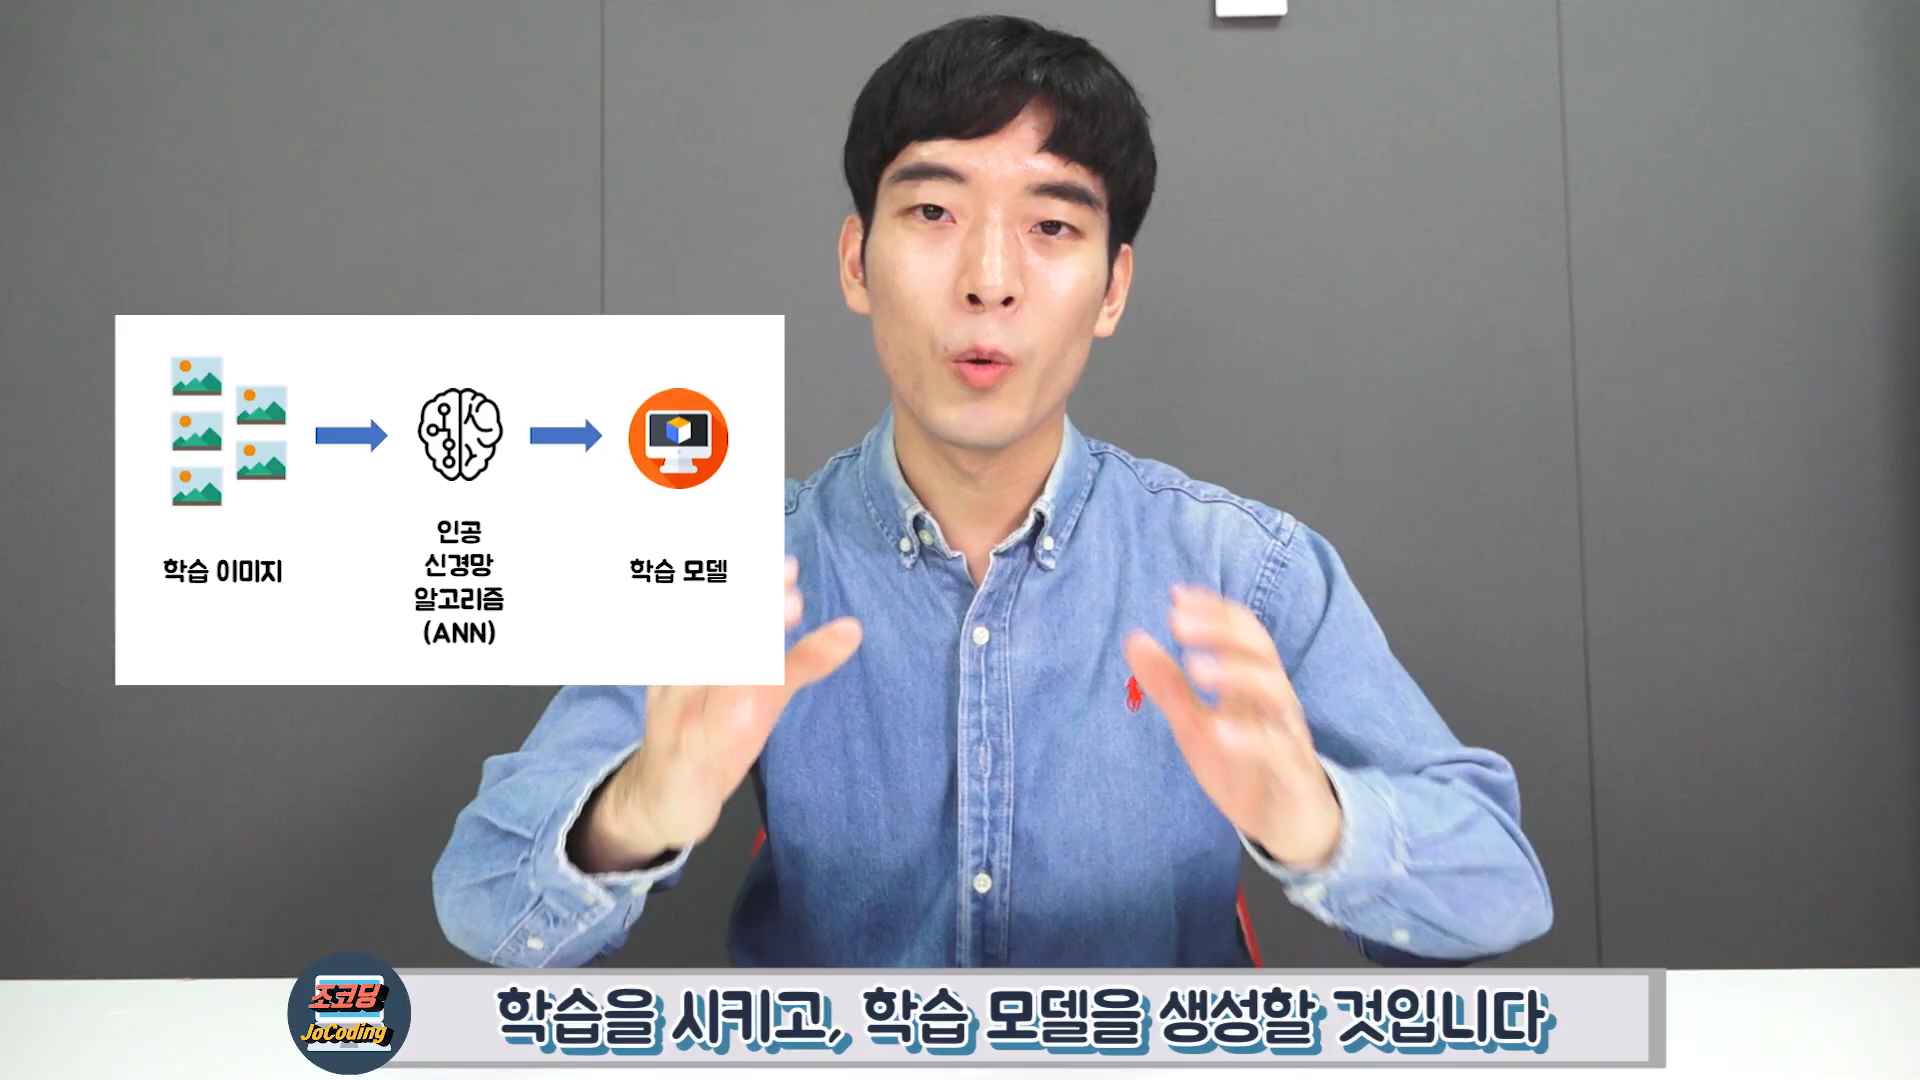 학습 이미지
인공
신경망
알고리즘
(ANN)
학습 모델
조코딩
JoCoding
학습을 시키고, 학습 모델을 생성할 것입니다